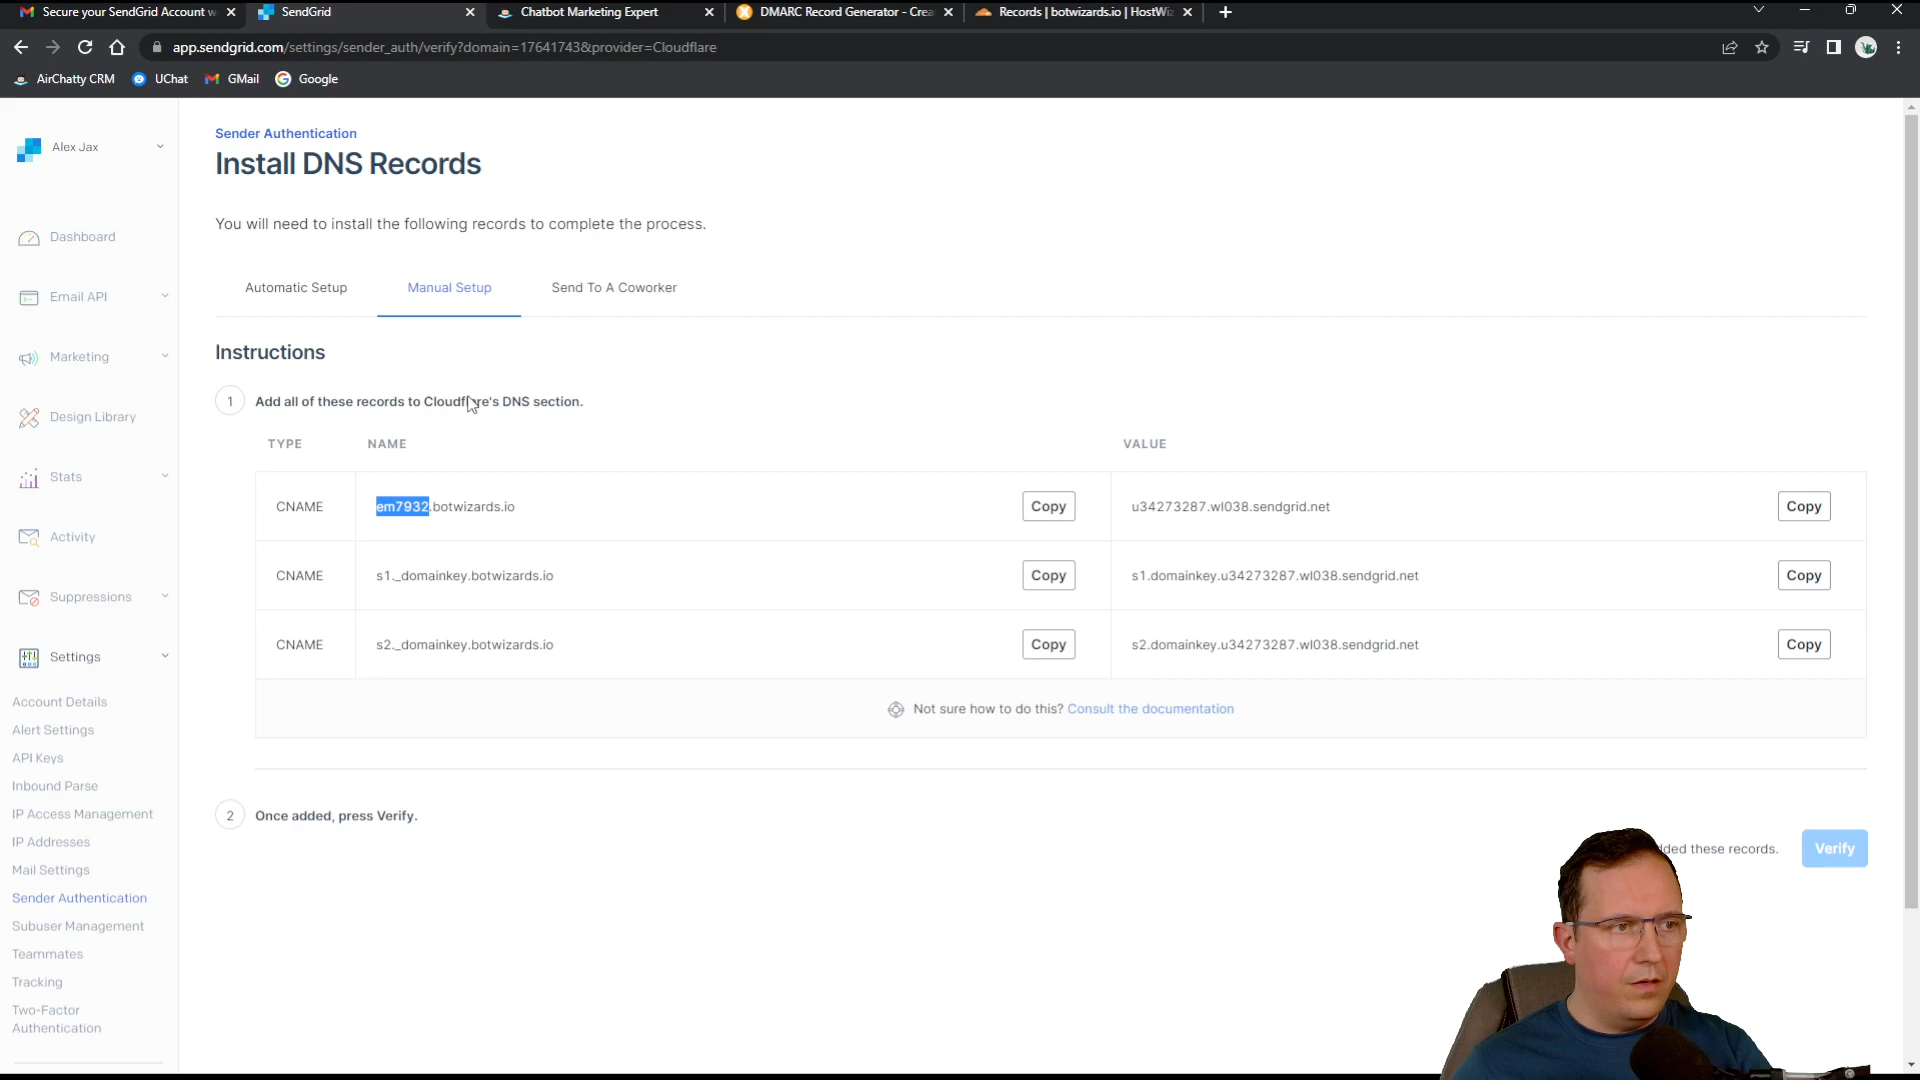 Secure your SendGrid Account w
SendGrid
Chatbot Marketing Expert
DMARC Record Generator - Crea
Records | botwizards.io | HostWiz
app.sendgrid.com/settings/sender_auth/verify?domain=17641743&provider=Cloudflare
AirChatty CRM
UChat
GMail
Google
Alex Jax
Dashboard
Email API
Marketing
Design Library
Stats
Activity
Suppressions
Settings
Account Details
Alert Settings
API Keys
Inbound Parse
IP Access Management
IP Addresses
Mail Settings
Sender Authentication
Subuser Management
Teammates
Tracking
Two-Factor
Authentication
Sender Authentication
Install DNS Records
You will need to install the following records to complete the process.
Automatic Setup
Manual Setup
Send To A Coworker
Instructions
1 Add all of these records to Cloudflare's DNS section.
TYPE NAME VALUE
CNAME em7932.botwizards.io Copy u34273287.wl038.sendgrid.net Copy
CNAME s1._domainkey.botwizards.io Copy s1.domainkey.u34273287.wl038.sendgrid.net Copy
CNAME s2._domainkey.botwizards.io Copy s2.domainkey.u34273287.wl038.sendgrid.net Copy
Not sure how to do this? Consult the documentation
2 Once added, press Verify.
these records.
Verify